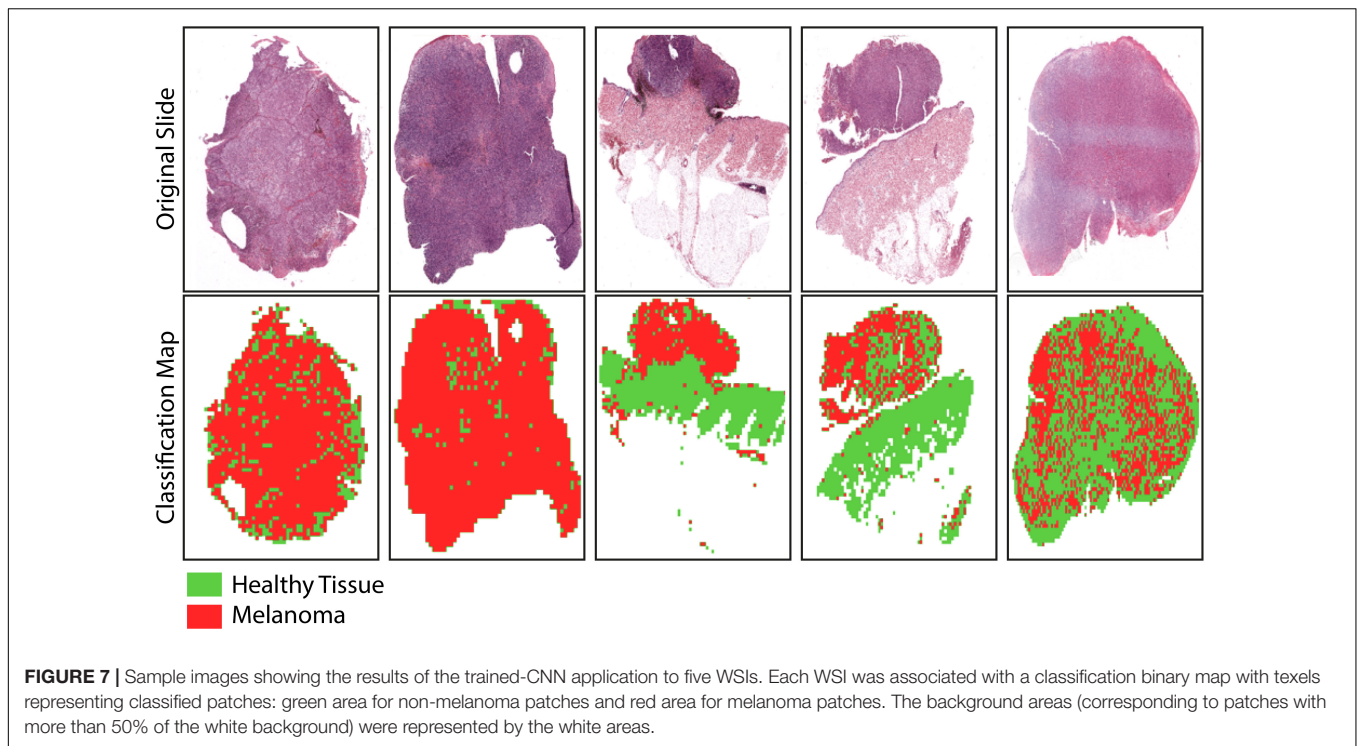 Original Slide
Classification Map
Healthy Tissue
Melanoma
FIGURE 7 | Sample images showing the results of the trained-CNN application to five WSIs. Each WSI was associated with a classification binary map with texels
representing classified patches: green area for non-melanoma patches and red area for melanoma patches. The background areas (corresponding to patches with
more than 50% of the white background) were represented by the white areas.